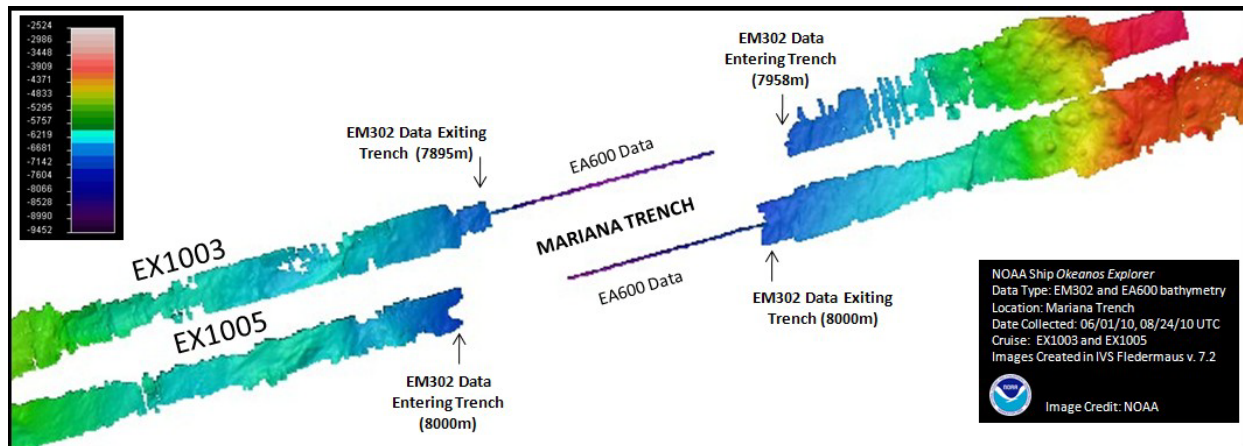 -2524
-2986
-3448
-3909
-4371
-4833
-5295
-5757
-6219
-6681
-7142
-7604
-8066
-8528
-8990
-9452
EM302 Data
Entering Trench
(7958m)
EM302 Data Exiting
Trench (7895m)
EA600 Data
MARIANA TRENCH
EX1003
EA600 Data
EX1005
EM302 Data Exiting
Trench (8000m)
EM302 Data
Entering Trench
(8000m)
NOAA Ship Okeanos Explorer
Data Type: EM302 and EA600 bathymetry
Location: Mariana Trench
Date Collected: 06/01/10, 08/24/10 UTC
Cruise: EX1003 and EX1005
Images Created in IVS Fledermaus v. 7.2
NOAA
Image Credit: NOAA